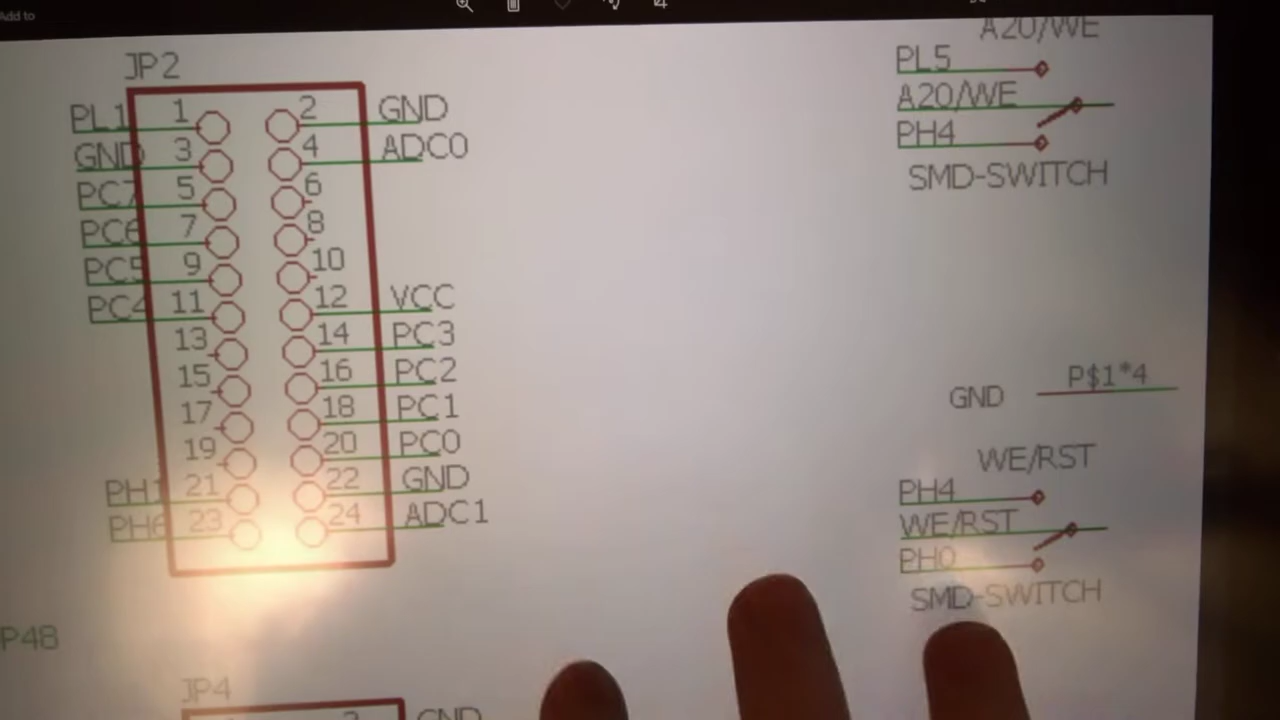 Add to
JP2
PL1 1 2 GND
GND 3 4 ADC0
PC7 5 6
PC6 7 8
PC5 9 10
PC4 11 12 VCC
13 14 PC3
15 16 PC2
17 18 PC1
19 20 PC0
PH1 21 22 GND
PH6 23 24 ADC1
P48
JP4
GND
A20/WE
PL5
A20/WE
PH4
SMD-SWITCH
GND P$1*4
WE/RST
PH4
WE/RST
PH0
SMD-SWITCH